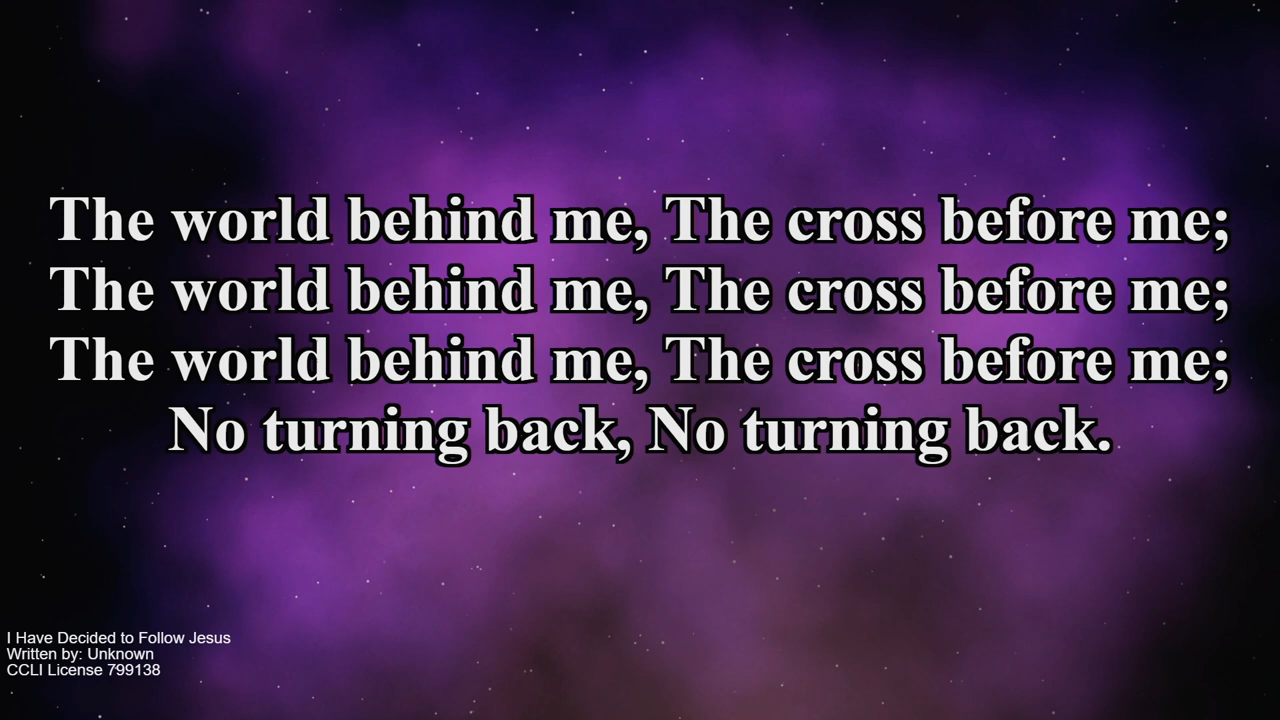 The world behind me, The cross before me;
The world behind me, The cross before me;
The world behind me, The cross before me;
No turning back, No turning back.
I Have Decided to Follow Jesus
Written by: Unknown
CCLI License 799138